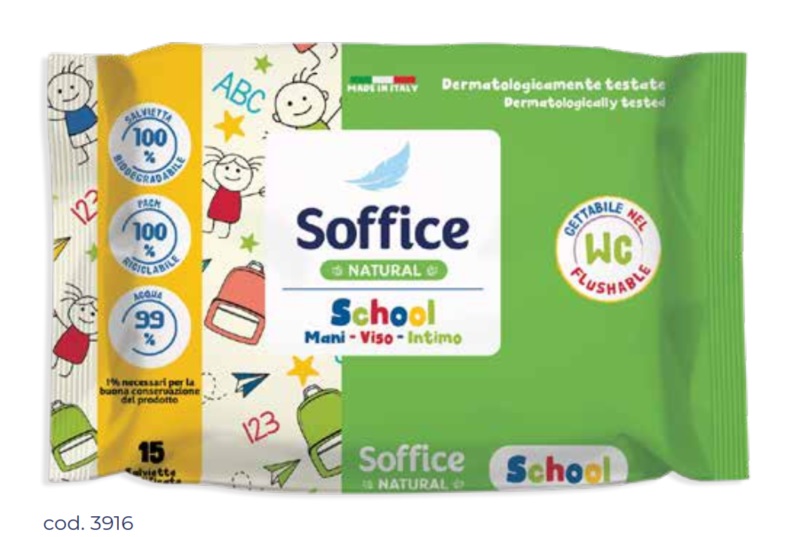 ABC
MADE IN ITALY
Dermatologicamente testate
Dermatologically tested
SALVIETTA
100
%
BIODEGRADABILE
123
PACK
100
%
RICICLABILE
ACQUA
99
%
1% necessari per la
buona conservazione
del prodotto
15
Salviette
Soffice
NATURAL
School
Mani - Viso - Intimo
GETTABILE NEL
WC
FLUSHABLE
123
Soffice
NATURAL
School
cod. 3916